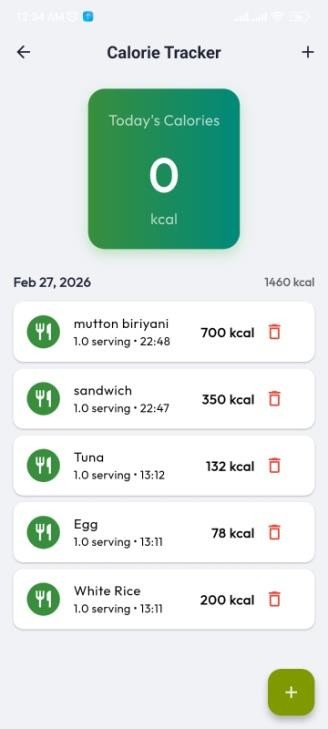 12:34 AM
Calorie Tracker
Today's Calories
0
kcal
Feb 27, 2026 1460 kcal
mutton biriyani
1.0 serving • 22:48
700 kcal
sandwich
1.0 serving • 22:47
350 kcal
Tuna
1.0 serving • 13:12
132 kcal
Egg
1.0 serving • 13:11
78 kcal
White Rice
1.0 serving • 13:11
200 kcal